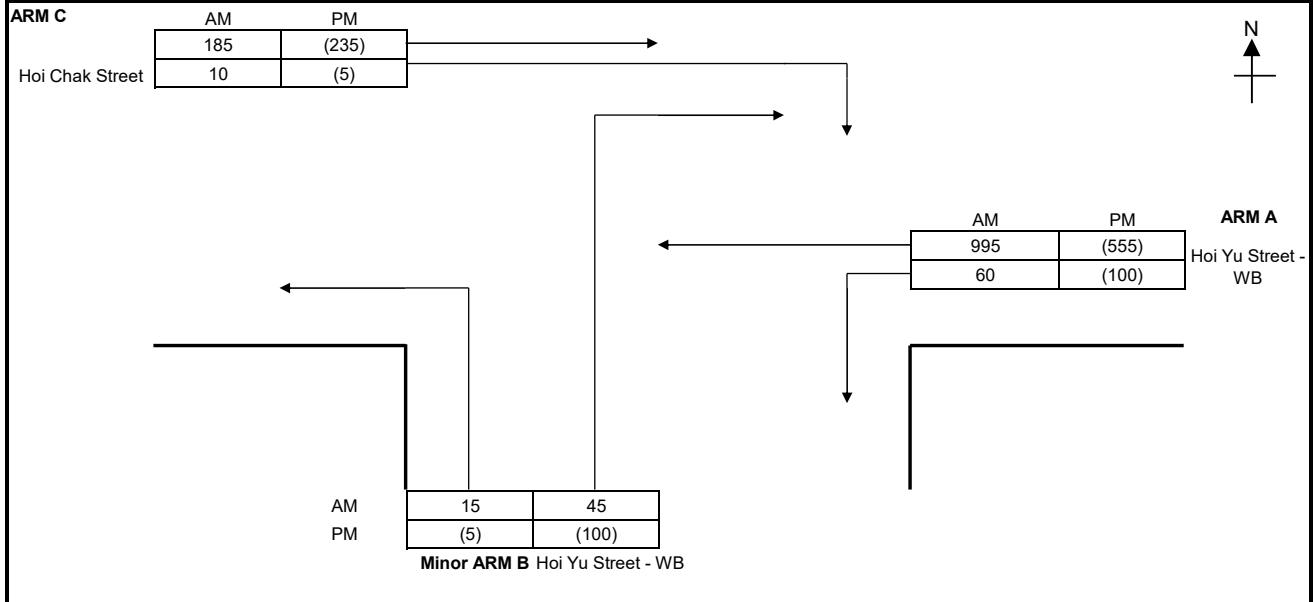 ARM C
AM PM
185 (235)
Hoi Chak Street
10 (5)
N
AM PM ARM A
995 (555)
Hoi Yu Street -
WB
60 (100)
AM 15 45
PM (5) (100)
Minor ARM B Hoi Yu Street - WB